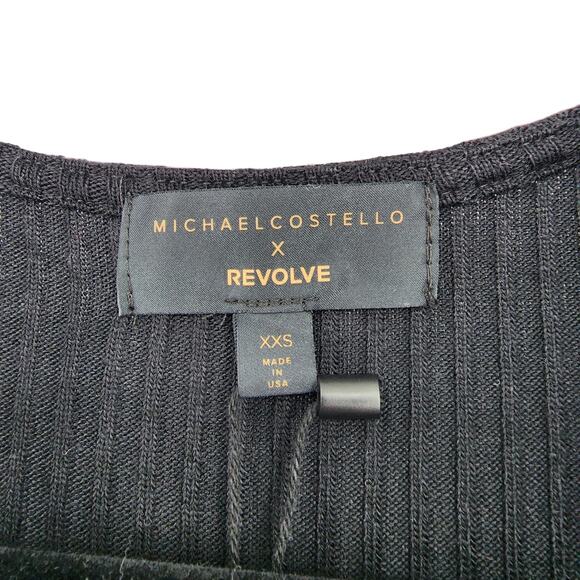 MICHAELCOSTELLO
X
REVOLVE
XXS
MADE
IN
USA